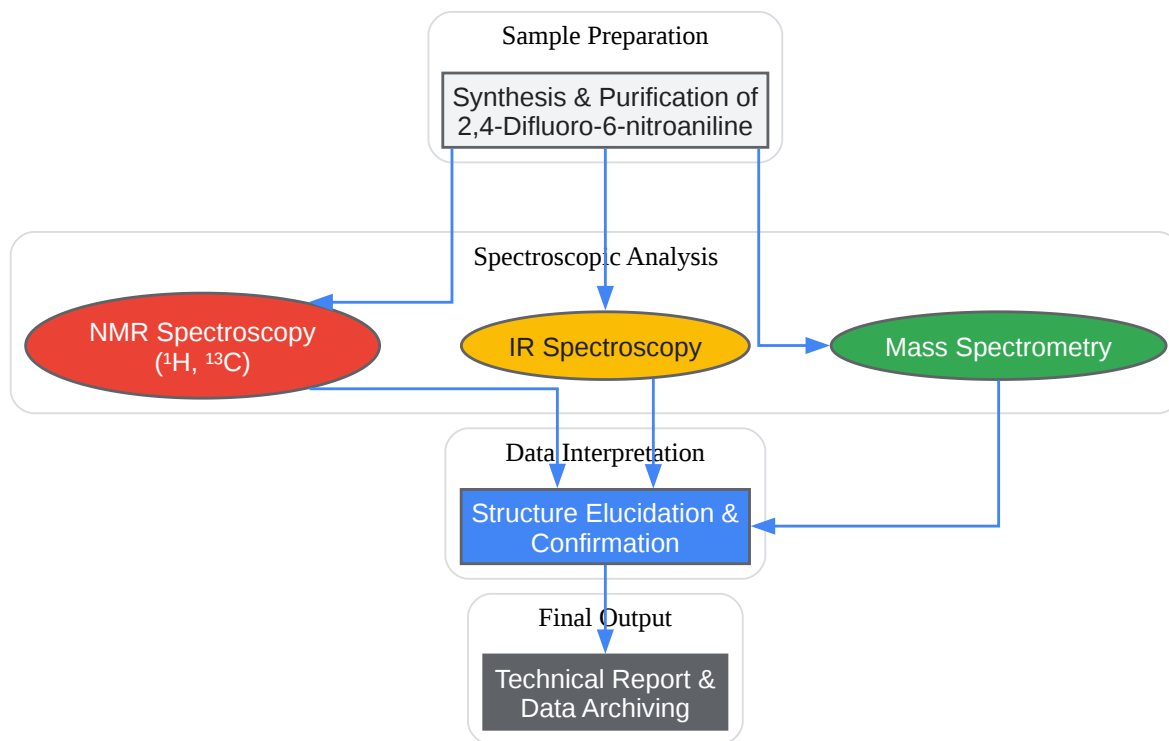 Sample Preparation
Synthesis & Purification of
2,4-Difluoro-6-nitroaniline
Spectroscopic Analysis
NMR Spectroscopy
(¹H, ¹³C)
IR Spectroscopy
Mass Spectrometry
Data Interpretation
Structure Elucidation &
Confirmation
Final Output
Technical Report &
Data Archiving